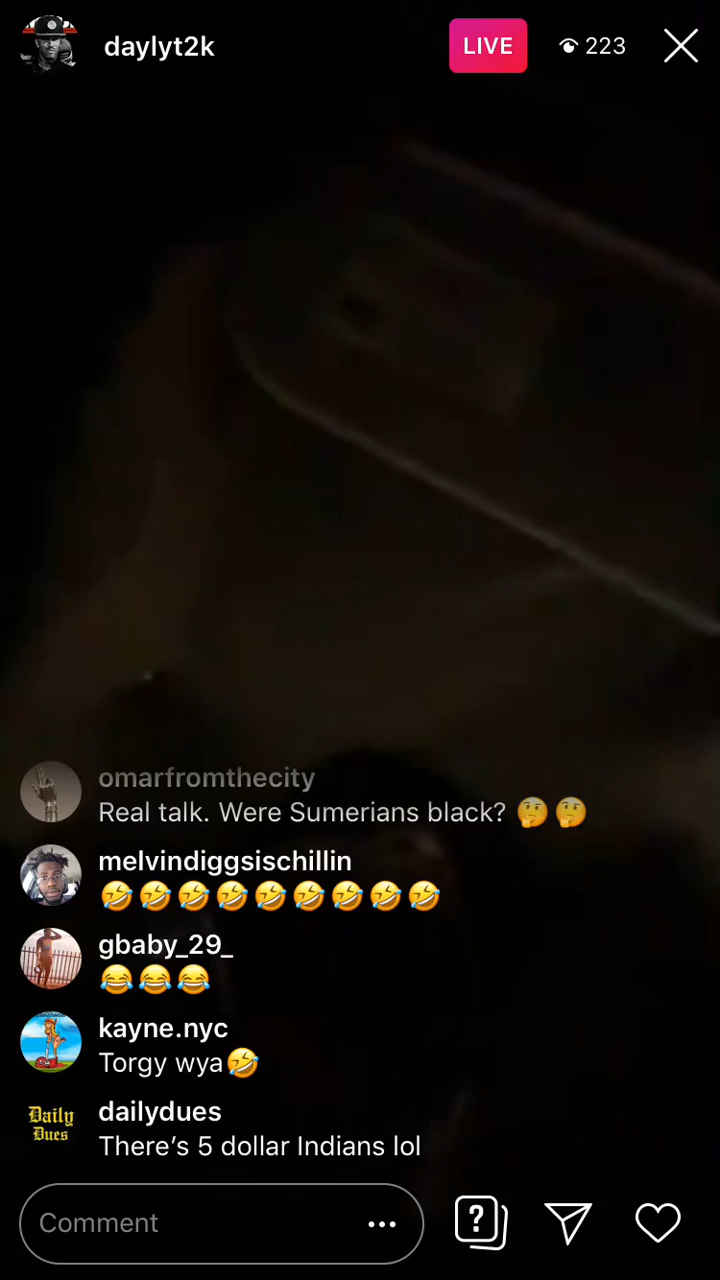 daylyt2k
LIVE
223
omarfromthecity
Real talk. Were Sumerians black? 🤔🤔
melvindiggsischillin
🤣🤣🤣🤣🤣🤣🤣🤣🤣
gbaby_29_
😂😂😂
kayne.nyc
Torgy wya🤣
Daily
Dues
dailydues
There's 5 dollar Indians lol
Comment